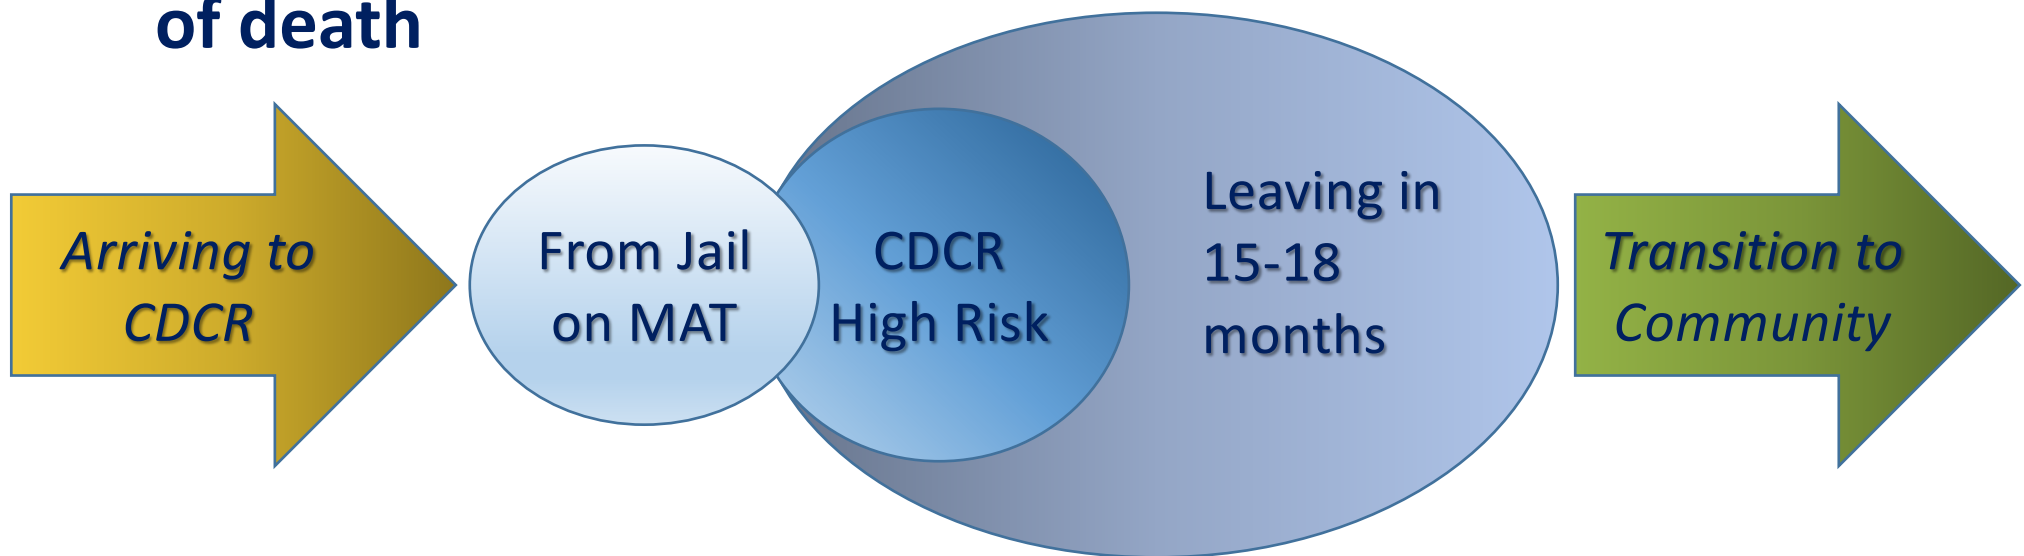 of death
Arriving to
CDCR
From Jail
on MAT
CDCR
High Risk
Leaving in
15-18
months
Transition to
Community